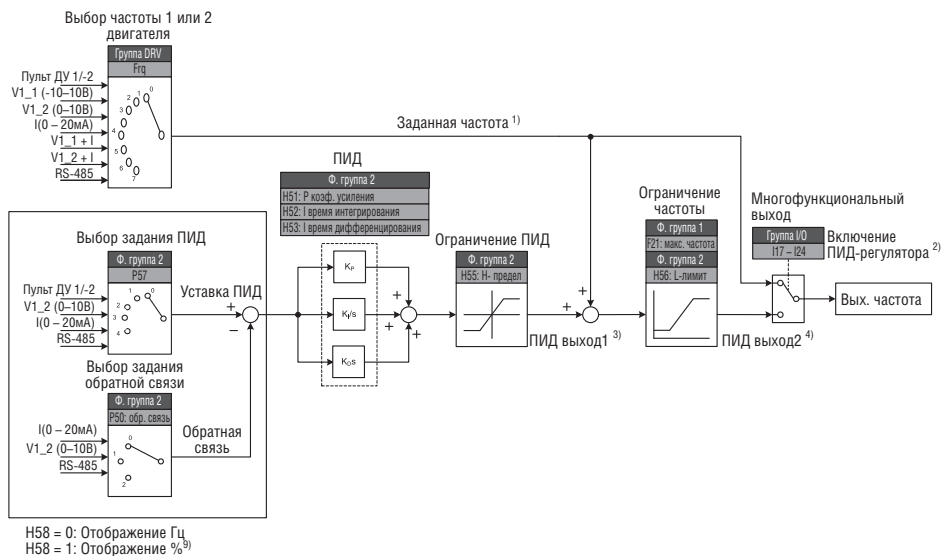 Выбор частоты 1 или 2
двигателя
Группа DRV
Frq
Пульт ДУ 1/-2
V1_1 (-10–10В)
V1_2 (0–10В)
I(0 – 20мА)
V1_1 + I
V1_2 + I
RS-485
0
1
2
3
4
5
6
7
Заданная частота 1)
ПИД
Ф. группа 2
H51: P коэф. усиления
H52: I время интегрирования
H53: I время дифференцирования
Ограничение
частоты
Ф. группа 1
F21: макс. частота
Ф. группа 2
H56: L-лимит
Многофункциональный
выход
Группа I/O
I17 – I24
Включение
ПИД-регулятора 2)
Вых. частота
Выбор задания ПИД
Ф. группа 2
P57
Пульт ДУ 1/-2
V1_2 (0–10В)
I(0 – 20мА)
RS-485
0
1
2
3
4
Уставка ПИД
+
–
KP
KI/s
KDs
+
+
+
Ограничение ПИД
Ф. группа 2
H55: H- предел
ПИД выход1 3)
+
+
ПИД выход2 4)
Выбор задания
обратной связи
Ф. группа 2
P50: обр. связь
I(0 – 20мА)
V1_2 (0–10В)
RS-485
0
1
2
Обратная
связь
H58 = 0: Отображение Гц
H58 = 1: Отображение %9)